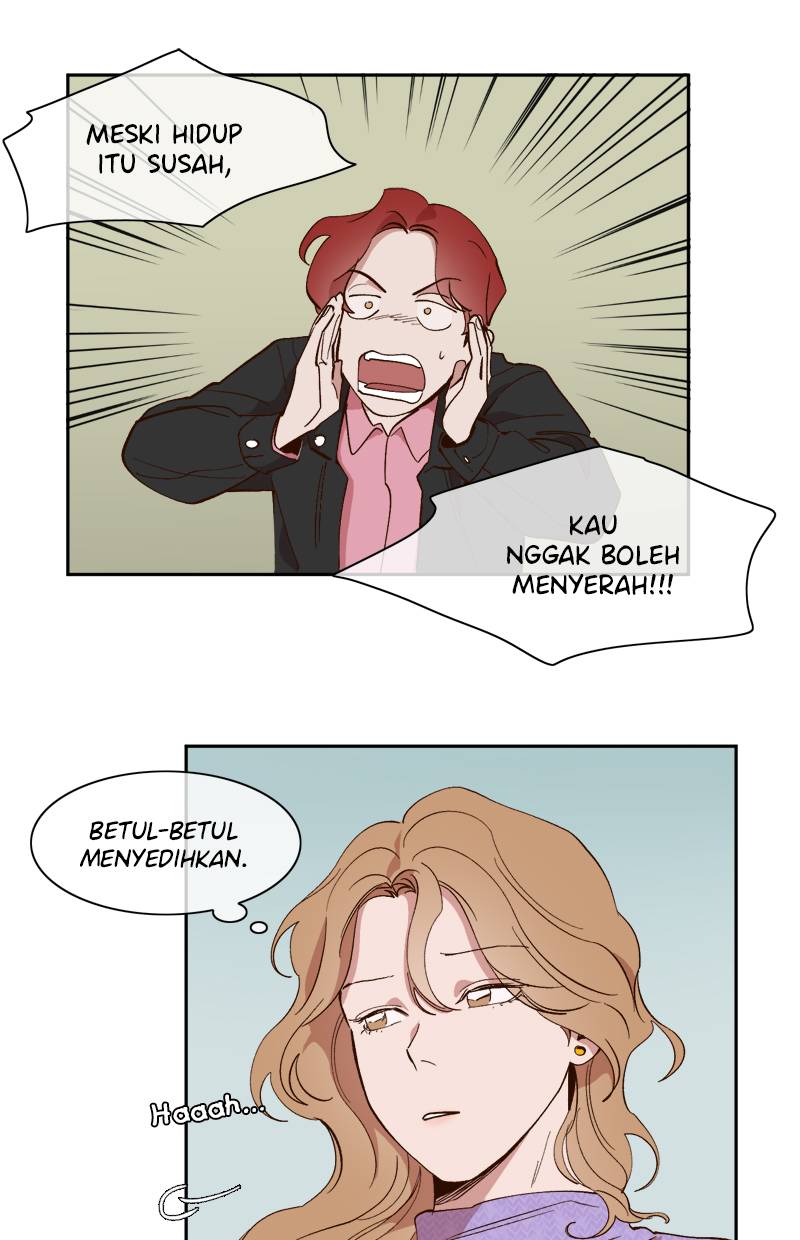 MESKI HIDUP
ITU SUSAH,
KAU
NGGAK BOLEH
MENYERAH!!!
BETUL-BETUL
MENYEDIHKAN.
Haaah...